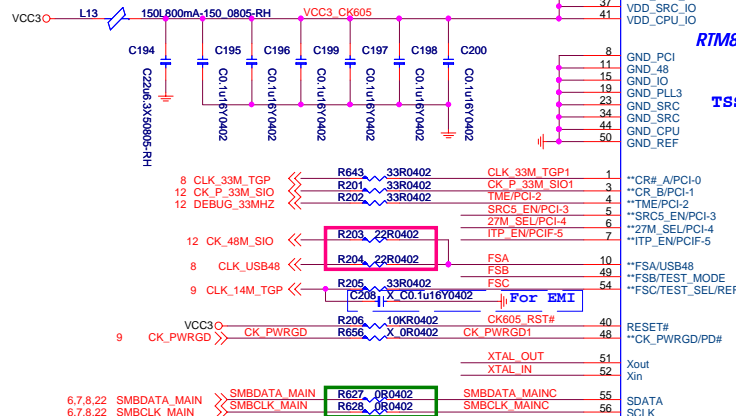 VCC3 L13 150L800mA-150_0805-RH VCC3_CK605
37 VDD_SRC_IO
41 VDD_CPU_IO
RTM8
C194 C195 C196 C199 C197 C198 C200
C22u6.3X50805-RH C0.1u16Y0402 C0.1u16Y0402 C0.1u16Y0402 C0.1u16Y0402 C0.1u16Y0402 C0.1u16Y0402
8 GND_PCI
11 GND_48
15 GND_IO
19 GND_PLL3
23 GND_SRC
34 GND_SRC
44 GND_CPU
50 GND_REF
TSS
8 CLK_33M_TGP R643 33R0402 CLK_33M_TGP1 1 **CR#_A/PCI-0
12 CK_P_33M_SIO R201 33R0402 CK_P_33M_SIO1 3 **CR_B/PCI-1
12 DEBUG_33MHZ R202 33R0402 TME/PCI-2 4 **TME/PCI-2
SRC5_EN/PCI-3 5 **SRC5_EN/PCI-3
27M_SEL/PCI-4 6 **27M_SEL/PCI-4
12 CK_48M_SIO R203 22R0402 ITP_EN/PCIF-5 7 **ITP_EN/PCIF-5
8 CLK_USB48 R204 22R0402 FSA 10 **FSA/USB48
FSB 49 **FSB/TEST_MODE
9 CLK_14M_TGP R205 33R0402 FSC 54 **FSC/TEST_SEL/REF
C208 X_C0.1u16Y0402 For EMI
VCC3 R206 10KR0402 CK605_RST# 40 RESET#
9 CK_PWRGD CK_PWRGD R656 X_0R0402 CK_PWRGD1 48 **CK_PWRGD/PD#
XTAL_OUT 51 Xout
XTAL_IN 52 Xin
6,7,8,22 SMBDATA_MAIN SMBDATA_MAIN R627 0R0402 SMBDATA_MAINC 55 SDATA
6,7,8,22 SMBCLK_MAIN SMBCLK_MAIN R628 0R0402 SMBCLK_MAINC 56 SCLK